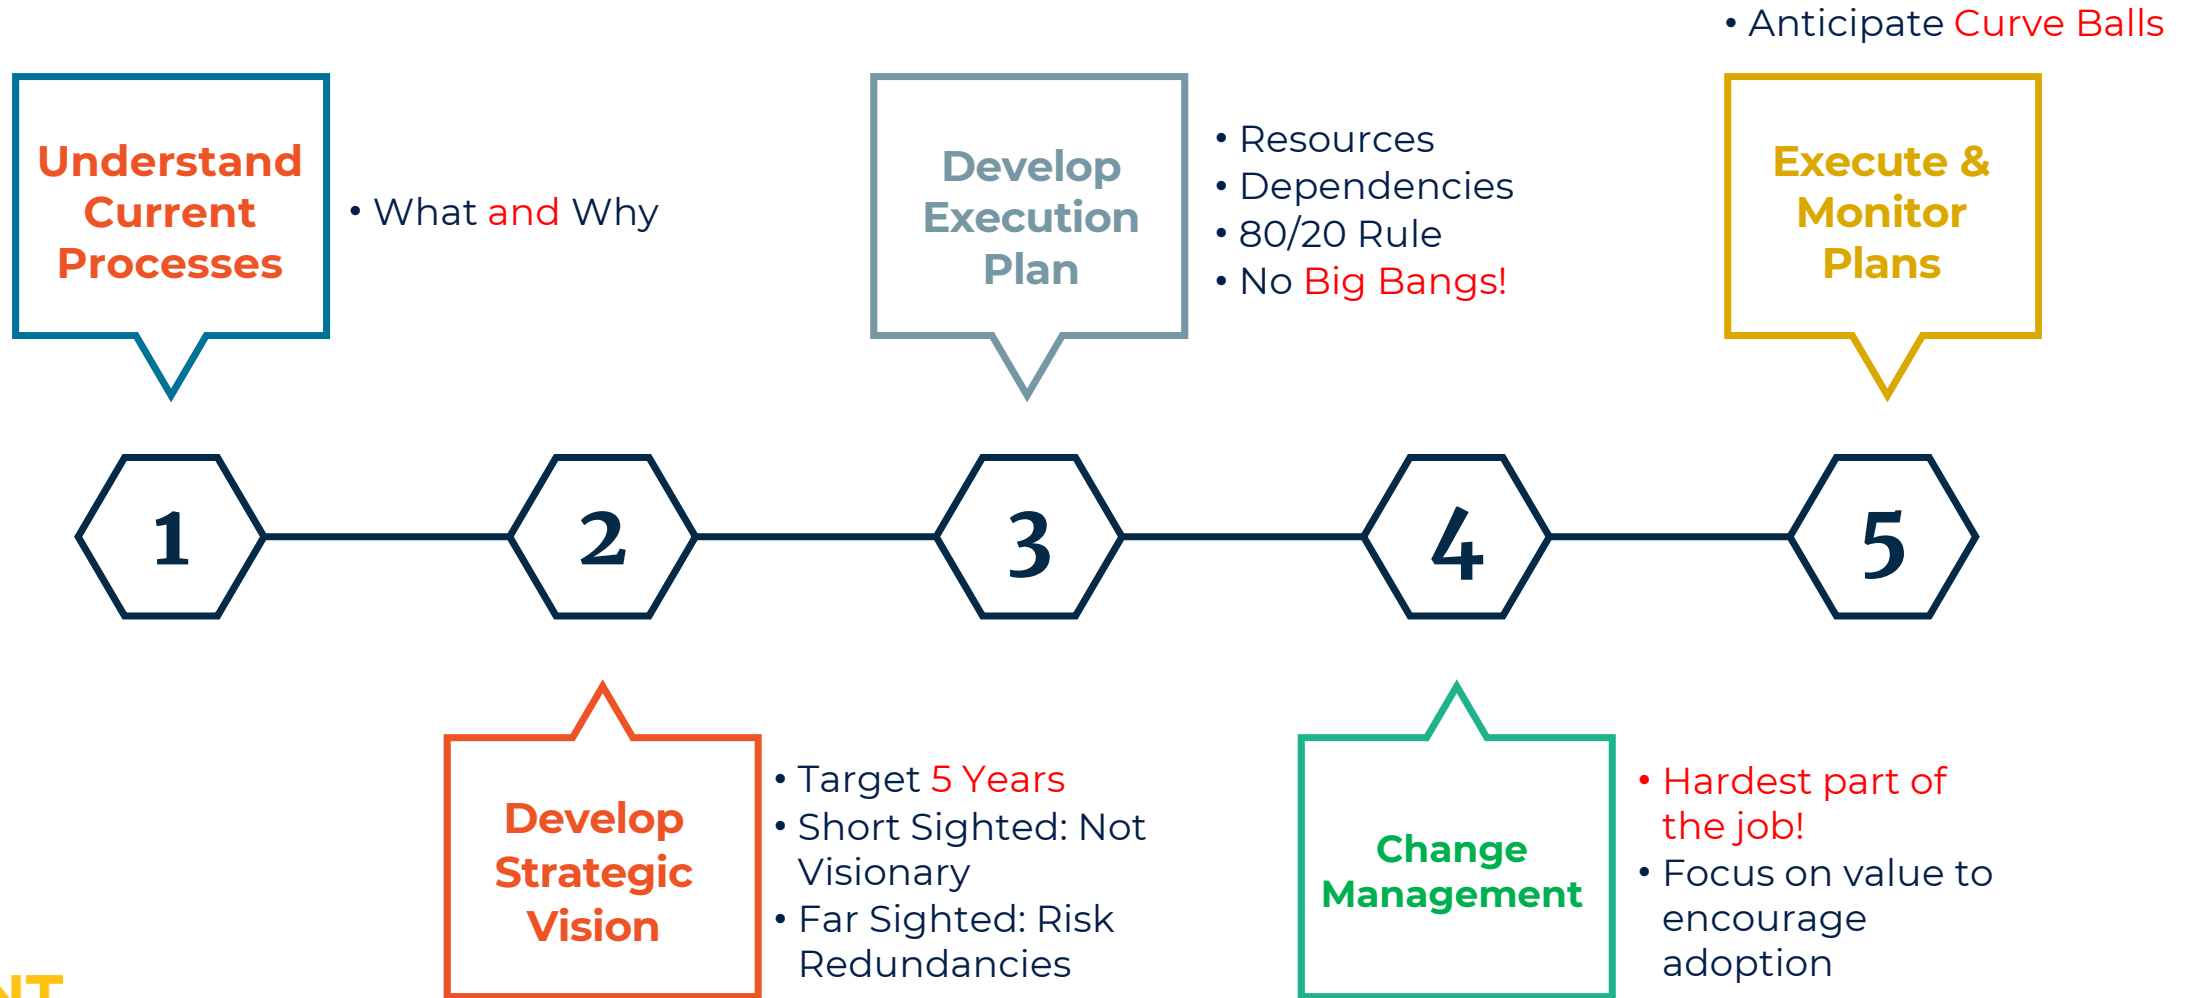 • Anticipate Curve Balls
Understand
Current
Processes
• What and Why
Develop
Execution
Plan
• Resources
• Dependencies
• 80/20 Rule
• No Big Bangs!
Execute &
Monitor
Plans
1
2
3
4
5
Develop
Strategic
Vision
• Target 5 Years
• Short Sighted: Not
Visionary
• Far Sighted: Risk
Redundancies
Change
Management
• Hardest part of
the job!
• Focus on value to
encourage
adoption